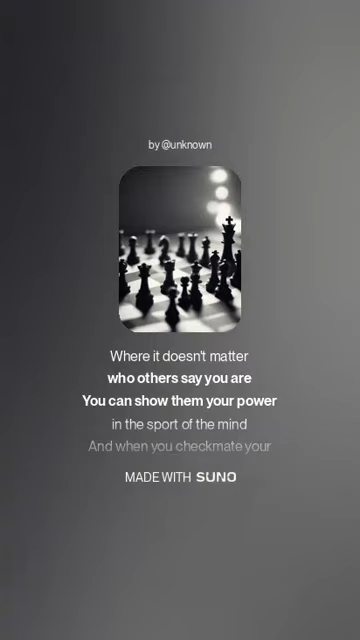 by @unknown
Where it doesn't matter
who others say you are
You can show them your power
in the sport of the mind
And when you checkmate your
MADE WITH SUNO